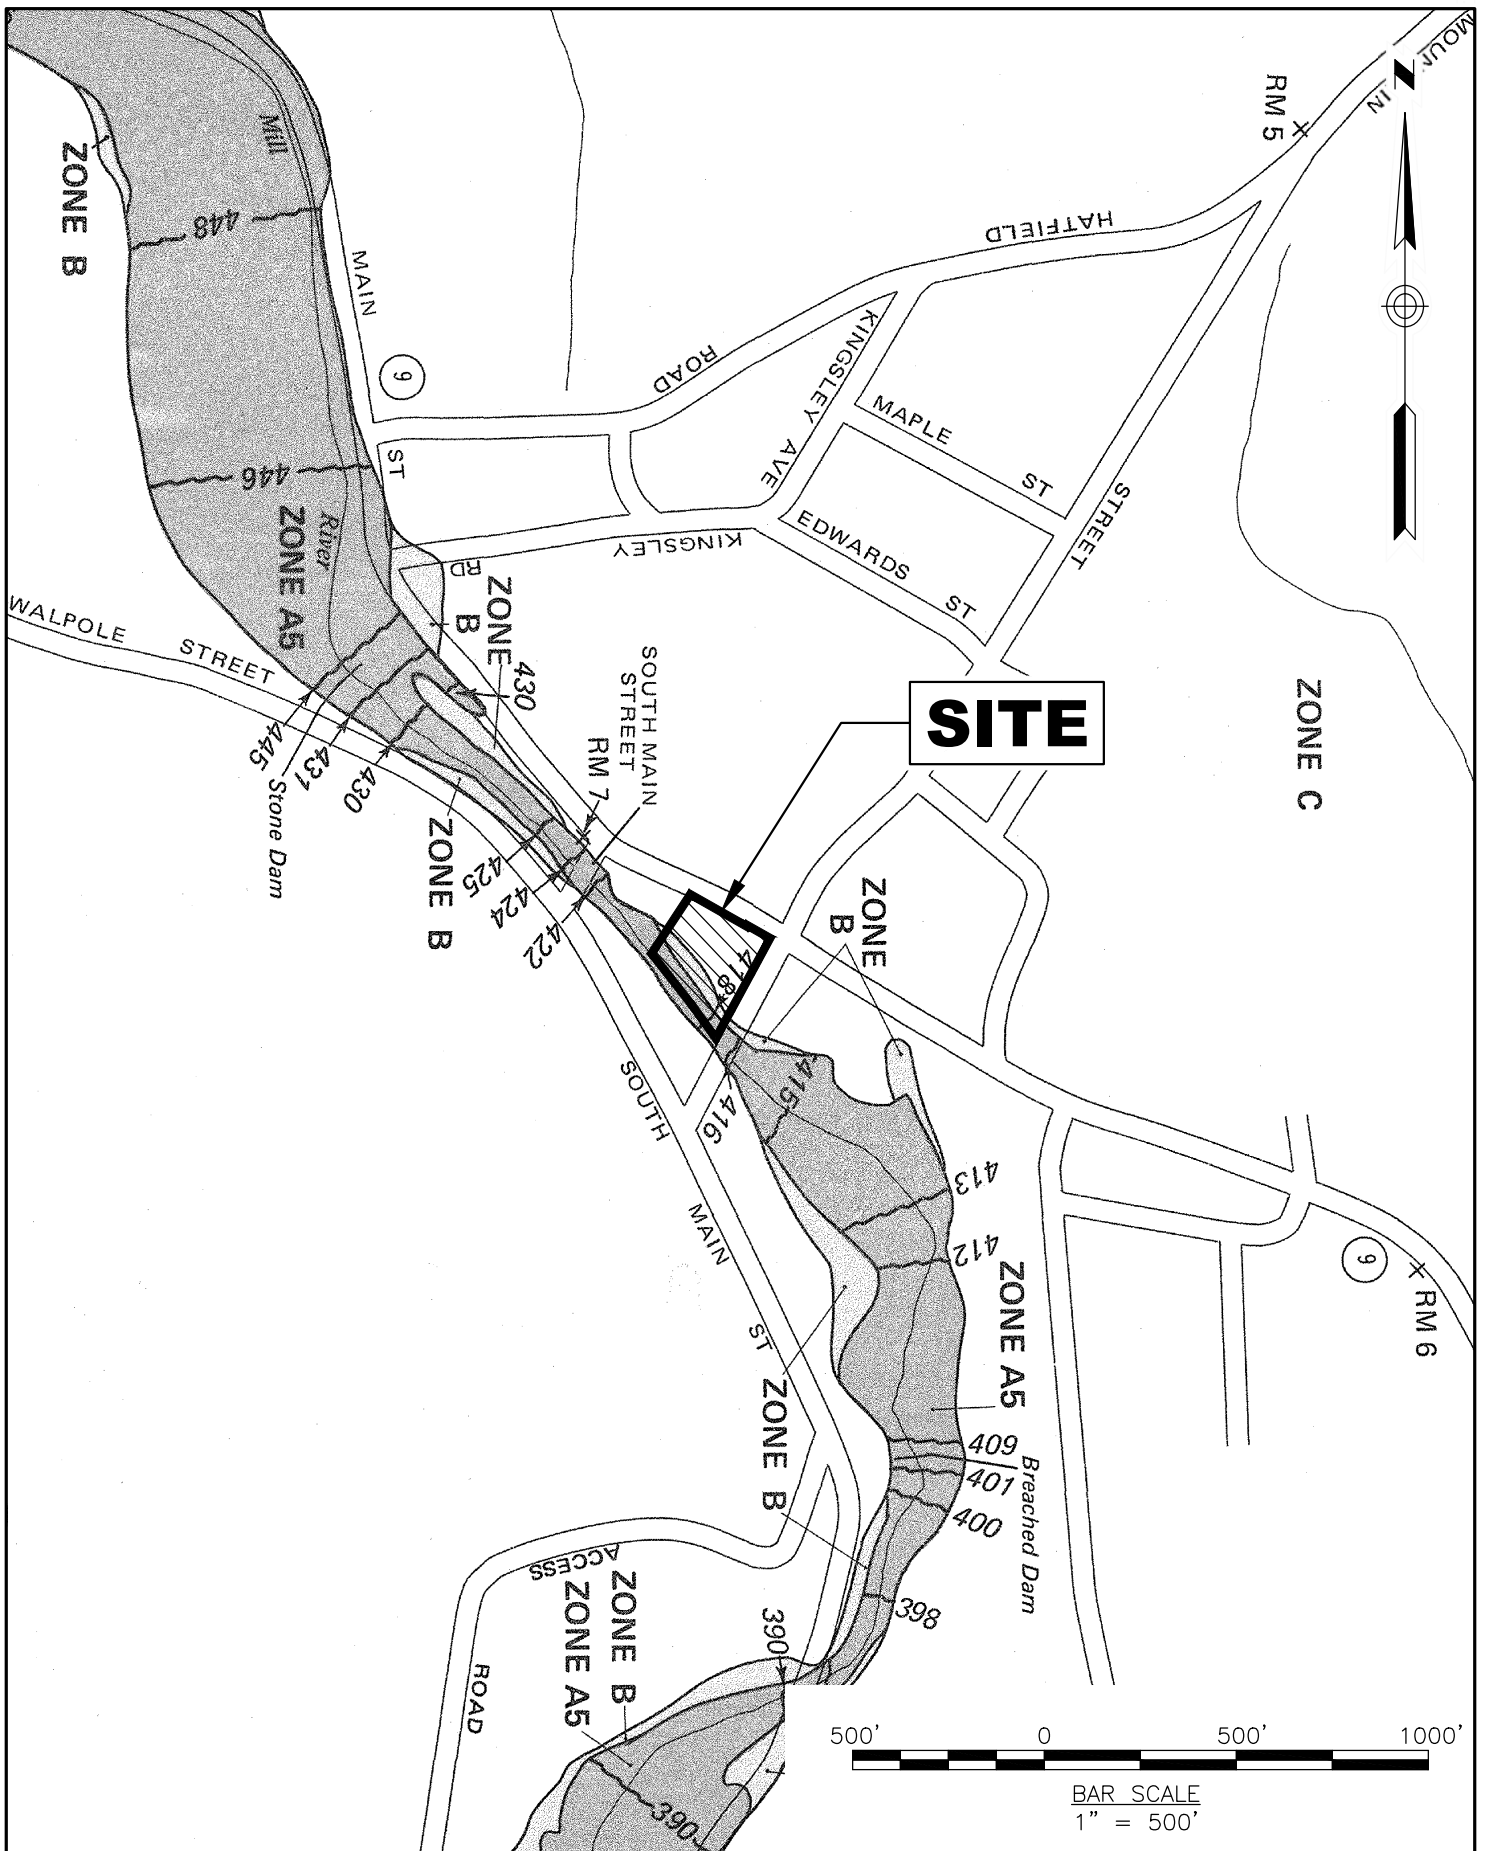 MOUN
IN
N
RM 5
Mill
ZONE B
448
HATFIELD
MAIN
9
ROAD
KINGSLEY AVE
MAPLE
ST
446
ST
STREET
ZONE A5
River
KINGSLEY
EDWARDS
ST
RD
ZONE
B
WALPOLE
STREET
430
SOUTH MAIN
STREET
RM 7
SITE
ZONE C
445
431
430
Stone Dam
ZONE B
425
424
422
ZONE
B
418
415
416
SOUTH
413
412
MAIN
ST
9
RM 6
ZONE A5
ZONE B
409
401
400
Breached Dam
398
ACCESS
ROAD
ZONE B
ZONE A5
390
390
500'
0
500'
1000'
BAR SCALE
1" = 500'